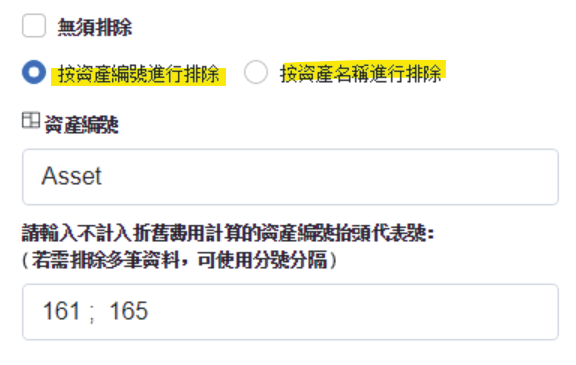 無須排除
按資產編號進行排除 按資產名稱進行排除
資產編號
Asset
請輸入不計入折舊費用計算的資產編號抬頭代表號：
(若需排除多筆資料，可使用分號分隔)
161 ; 165